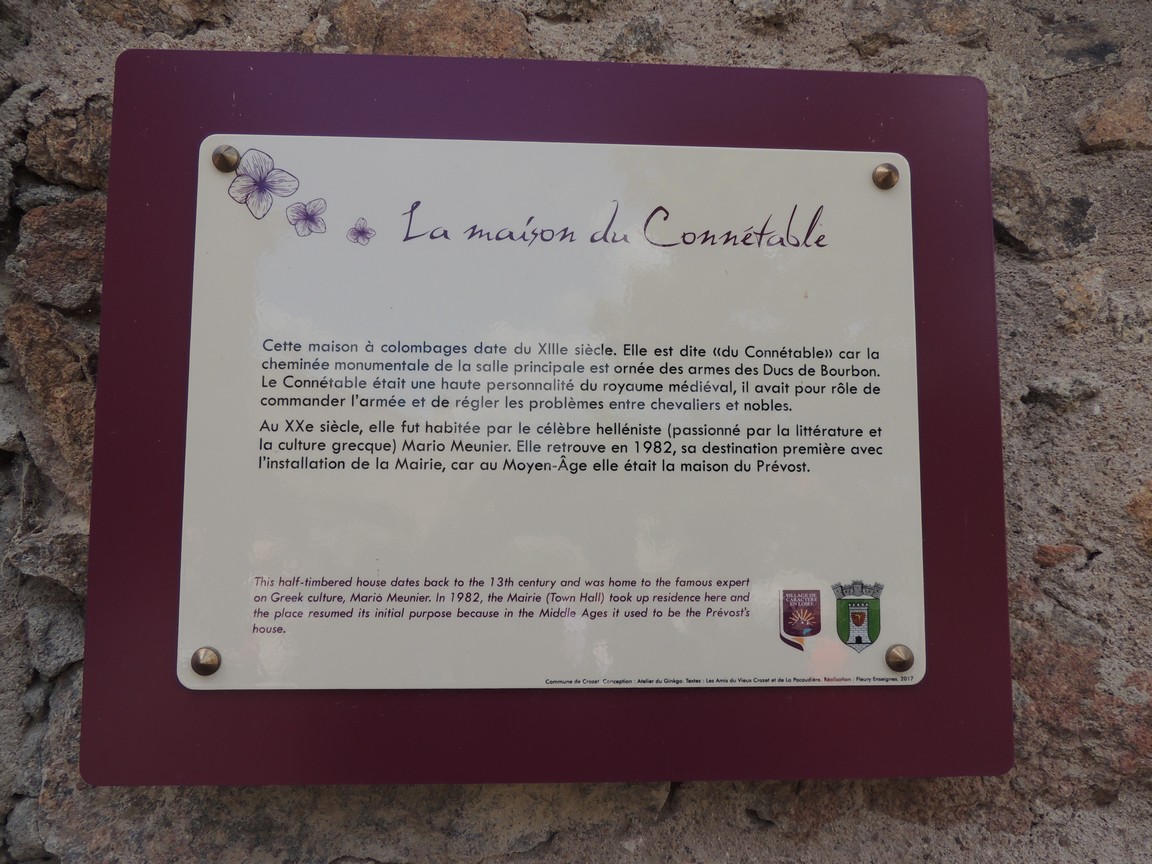 La maison du Connétable
Cette maison à colombages date du XIIIe siècle. Elle est dite «du Connétable» car la
cheminée monumentale de la salle principale est ornée des armes des Ducs de Bourbon.
Le Connétable était une haute personnalité du royaume médiéval, il avait pour rôle de
commander l'armée et de régler les problèmes entre chevaliers et nobles.
Au XXe siècle, elle fut habitée par le célèbre helléniste (passionné par la littérature et
la culture grecque) Mario Meunier. Elle retrouve en 1982, sa destination première avec
l'installation de la Mairie, car au Moyen-Âge elle était la maison du Prévost.
This half-timbered house dates back to the 13th century and was home to the famous expert
on Greek culture, Mario Meunier. In 1982, the Mairie (Town Hall) took up residence here and
the place resumed its initial purpose because in the Middle Ages it used to be the Prévost's
house.
VILLAGE DE
CARACTÈRE
EN LOIRE
Commune de Crozet. Conception : Atelier du Ginkgo. Textes : Les Amis du Vieux Crozet et de La Pacaudière. Réalisation : Fleury Enseignes, 2017